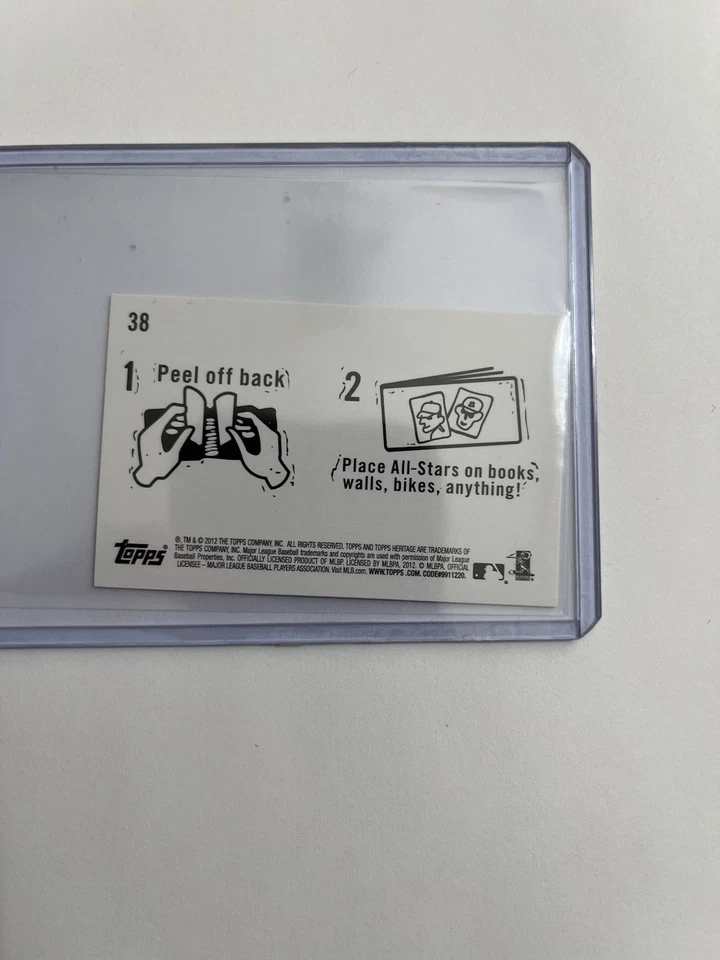 38
1 Peel off back
2
Place All-Stars on books,
walls, bikes, anything!
Topps ®, TM & © 2012 THE TOPPS COMPANY, INC. ALL RIGHTS RESERVED. TOPPS AND TOPPS HERITAGE ARE TRADEMARKS OF
THE TOPPS COMPANY, INC. Major League Baseball trademarks and copyrights are used with permission of Major League
Baseball Properties, Inc. OFFICIALLY LICENSED PRODUCT OF MLBP. LICENSED BY MLBPA, 2012. © MLBPA. OFFICIAL
LICENSEE – MAJOR LEAGUE BASEBALL PLAYERS ASSOCIATION. Visit MLB.com. WWW.TOPPS.COM. CODE#9911220.